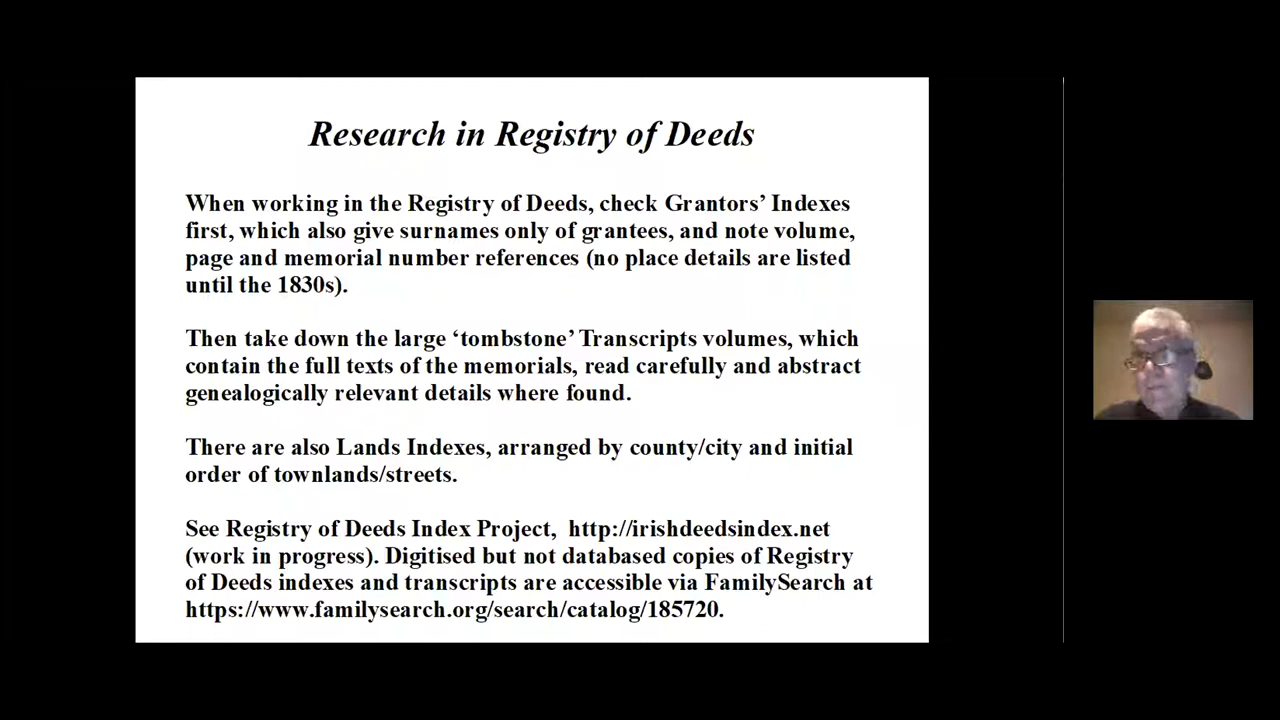 Research in Registry of Deeds
When working in the Registry of Deeds, check Grantors’ Indexes
first, which also give surnames only of grantees, and note volume,
page and memorial number references (no place details are listed
until the 1830s).
Then take down the large ‘tombstone’ Transcripts volumes, which
contain the full texts of the memorials, read carefully and abstract
genealogically relevant details where found.
There are also Lands Indexes, arranged by county/city and initial
order of townlands/streets.
See Registry of Deeds Index Project, http://irishdeedsindex.net
(work in progress). Digitised but not databased copies of Registry
of Deeds indexes and transcripts are accessible via FamilySearch at
https://www.familysearch.org/search/catalog/185720.